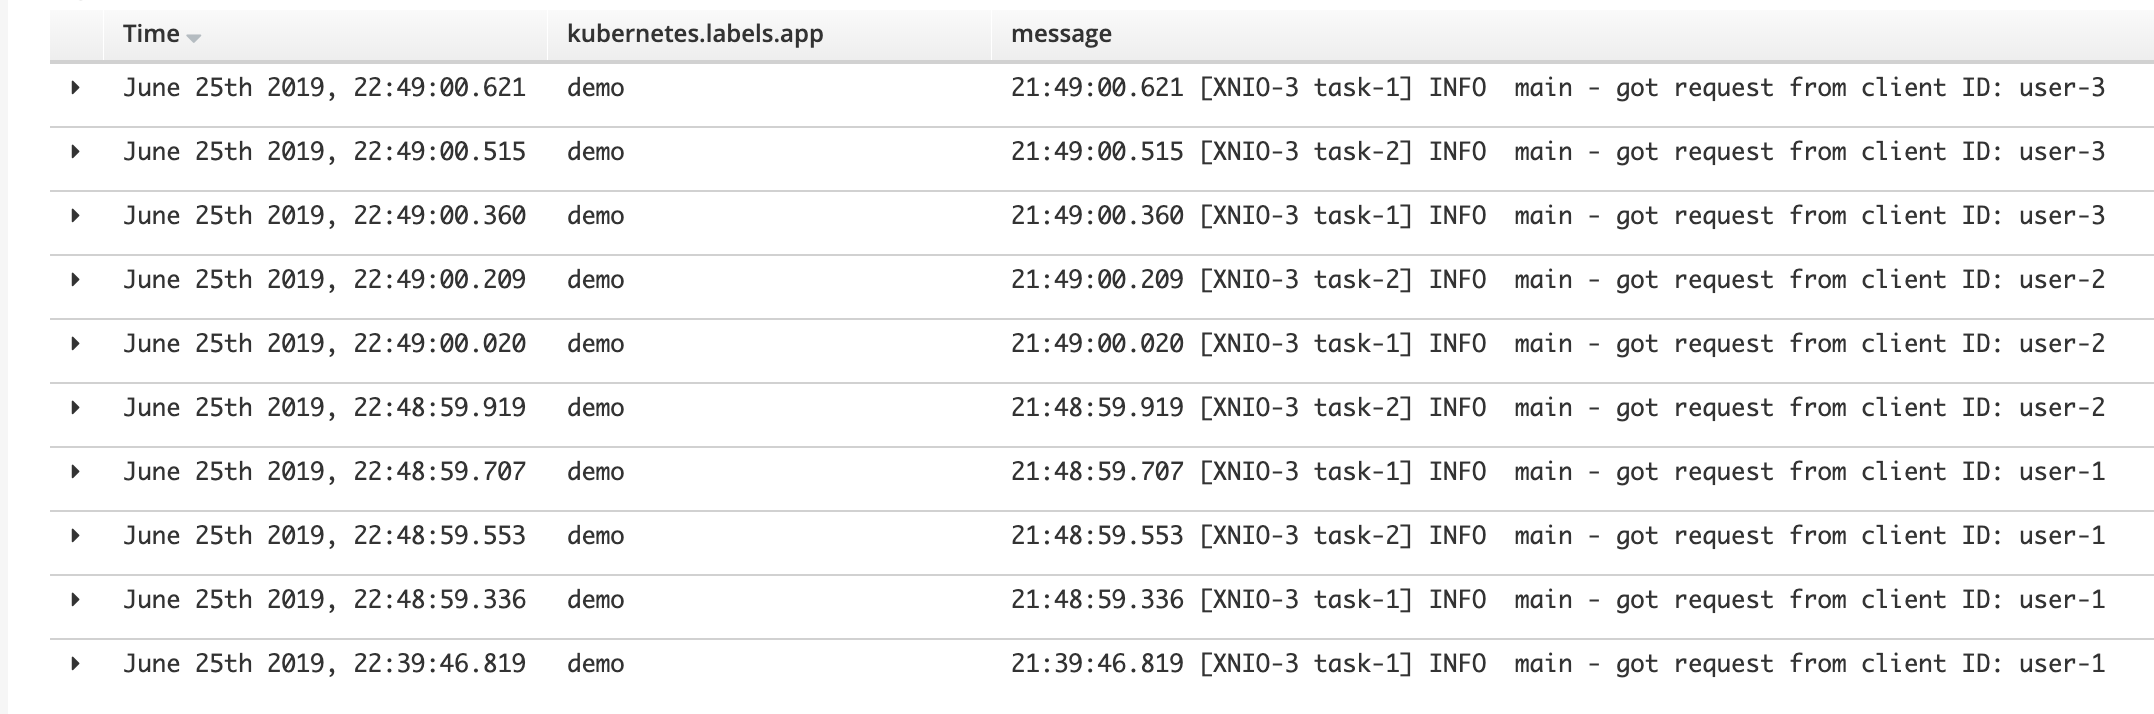 Time kubernetes.labels.app message
June 25th 2019, 22:49:00.621 demo 21:49:00.621 [XNIO-3 task-1] INFO  main - got request from client ID: user-3
June 25th 2019, 22:49:00.515 demo 21:49:00.515 [XNIO-3 task-2] INFO  main - got request from client ID: user-3
June 25th 2019, 22:49:00.360 demo 21:49:00.360 [XNIO-3 task-1] INFO  main - got request from client ID: user-3
June 25th 2019, 22:49:00.209 demo 21:49:00.209 [XNIO-3 task-2] INFO  main - got request from client ID: user-2
June 25th 2019, 22:49:00.020 demo 21:49:00.020 [XNIO-3 task-1] INFO  main - got request from client ID: user-2
June 25th 2019, 22:48:59.919 demo 21:48:59.919 [XNIO-3 task-2] INFO  main - got request from client ID: user-2
June 25th 2019, 22:48:59.707 demo 21:48:59.707 [XNIO-3 task-1] INFO  main - got request from client ID: user-1
June 25th 2019, 22:48:59.553 demo 21:48:59.553 [XNIO-3 task-2] INFO  main - got request from client ID: user-1
June 25th 2019, 22:48:59.336 demo 21:48:59.336 [XNIO-3 task-1] INFO  main - got request from client ID: user-1
June 25th 2019, 22:39:46.819 demo 21:39:46.819 [XNIO-3 task-1] INFO  main - got request from client ID: user-1